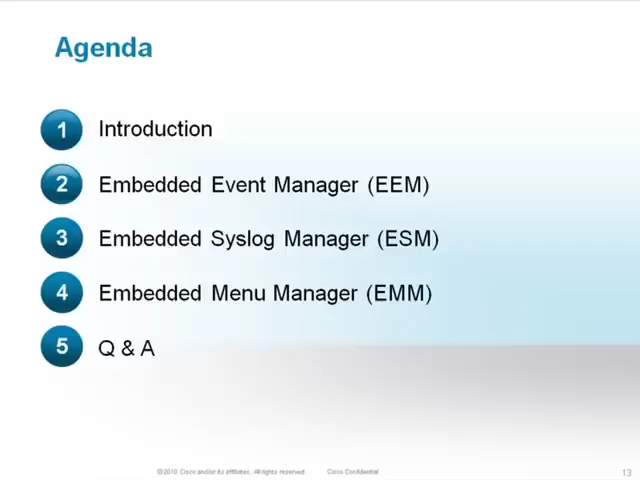 Agenda
1 Introduction
2 Embedded Event Manager (EEM)
3 Embedded Syslog Manager (ESM)
4 Embedded Menu Manager (EMM)
5 Q & A
© 2010 Cisco and/or its affiliates. All rights reserved. Cisco Confidential 13